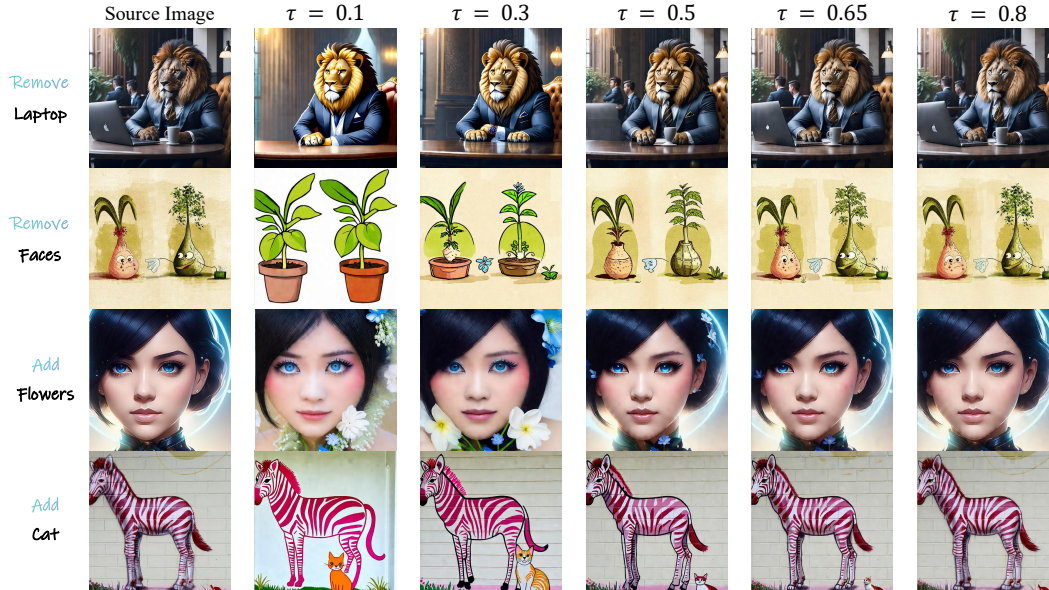 Source Image
τ = 0.1
τ = 0.3
τ = 0.5
τ = 0.65
τ = 0.8
Remove
Laptop
Remove
Faces
Add
Flowers
Add
Cat